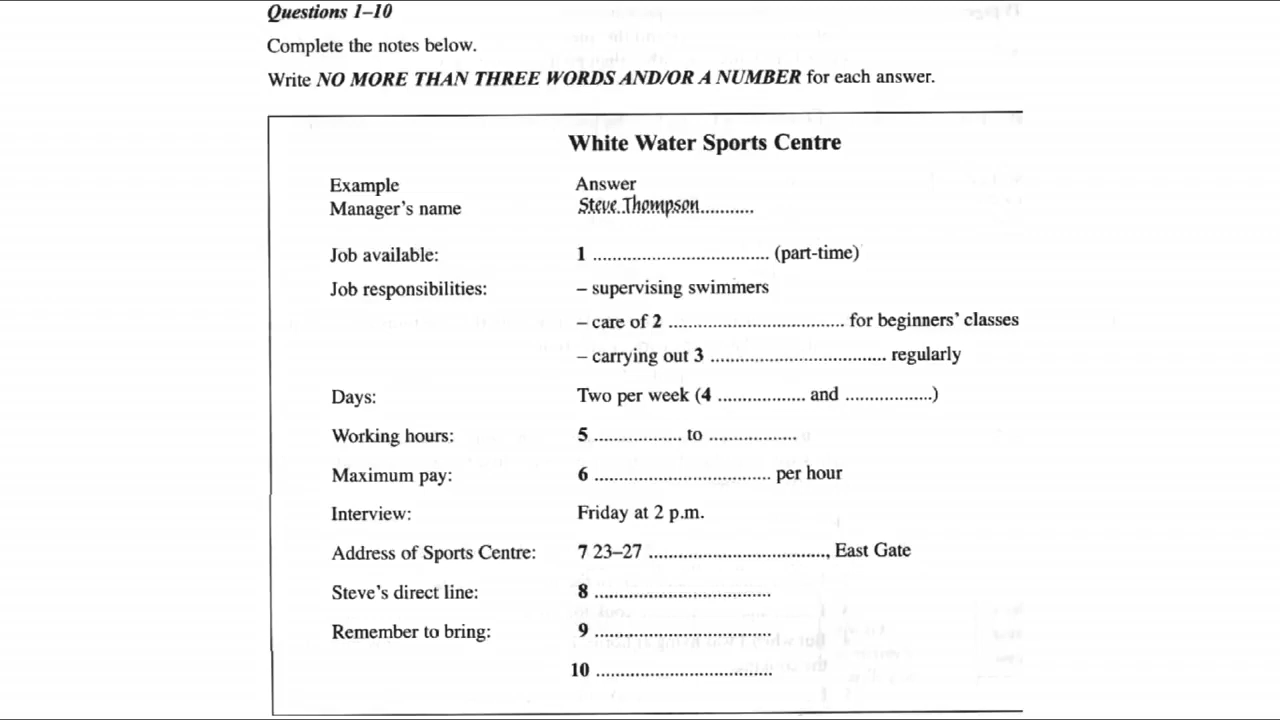 Questions 1–10
Complete the notes below.
Write NO MORE THAN THREE WORDS AND/OR A NUMBER for each answer.
White Water Sports Centre
Example Answer
Manager's name Steve Thompson...........
Job available: 1 .................................... (part-time)
Job responsibilities: – supervising swimmers
– care of 2 .................................... for beginners' classes
– carrying out 3 .................................... regularly
Days: Two per week (4 .................. and ..................)
Working hours: 5 .................. to ..................
Maximum pay: 6 .................................... per hour
Interview: Friday at 2 p.m.
Address of Sports Centre: 7 23–27 ...................................., East Gate
Steve's direct line: 8 ....................................
Remember to bring: 9 ....................................
10 ....................................